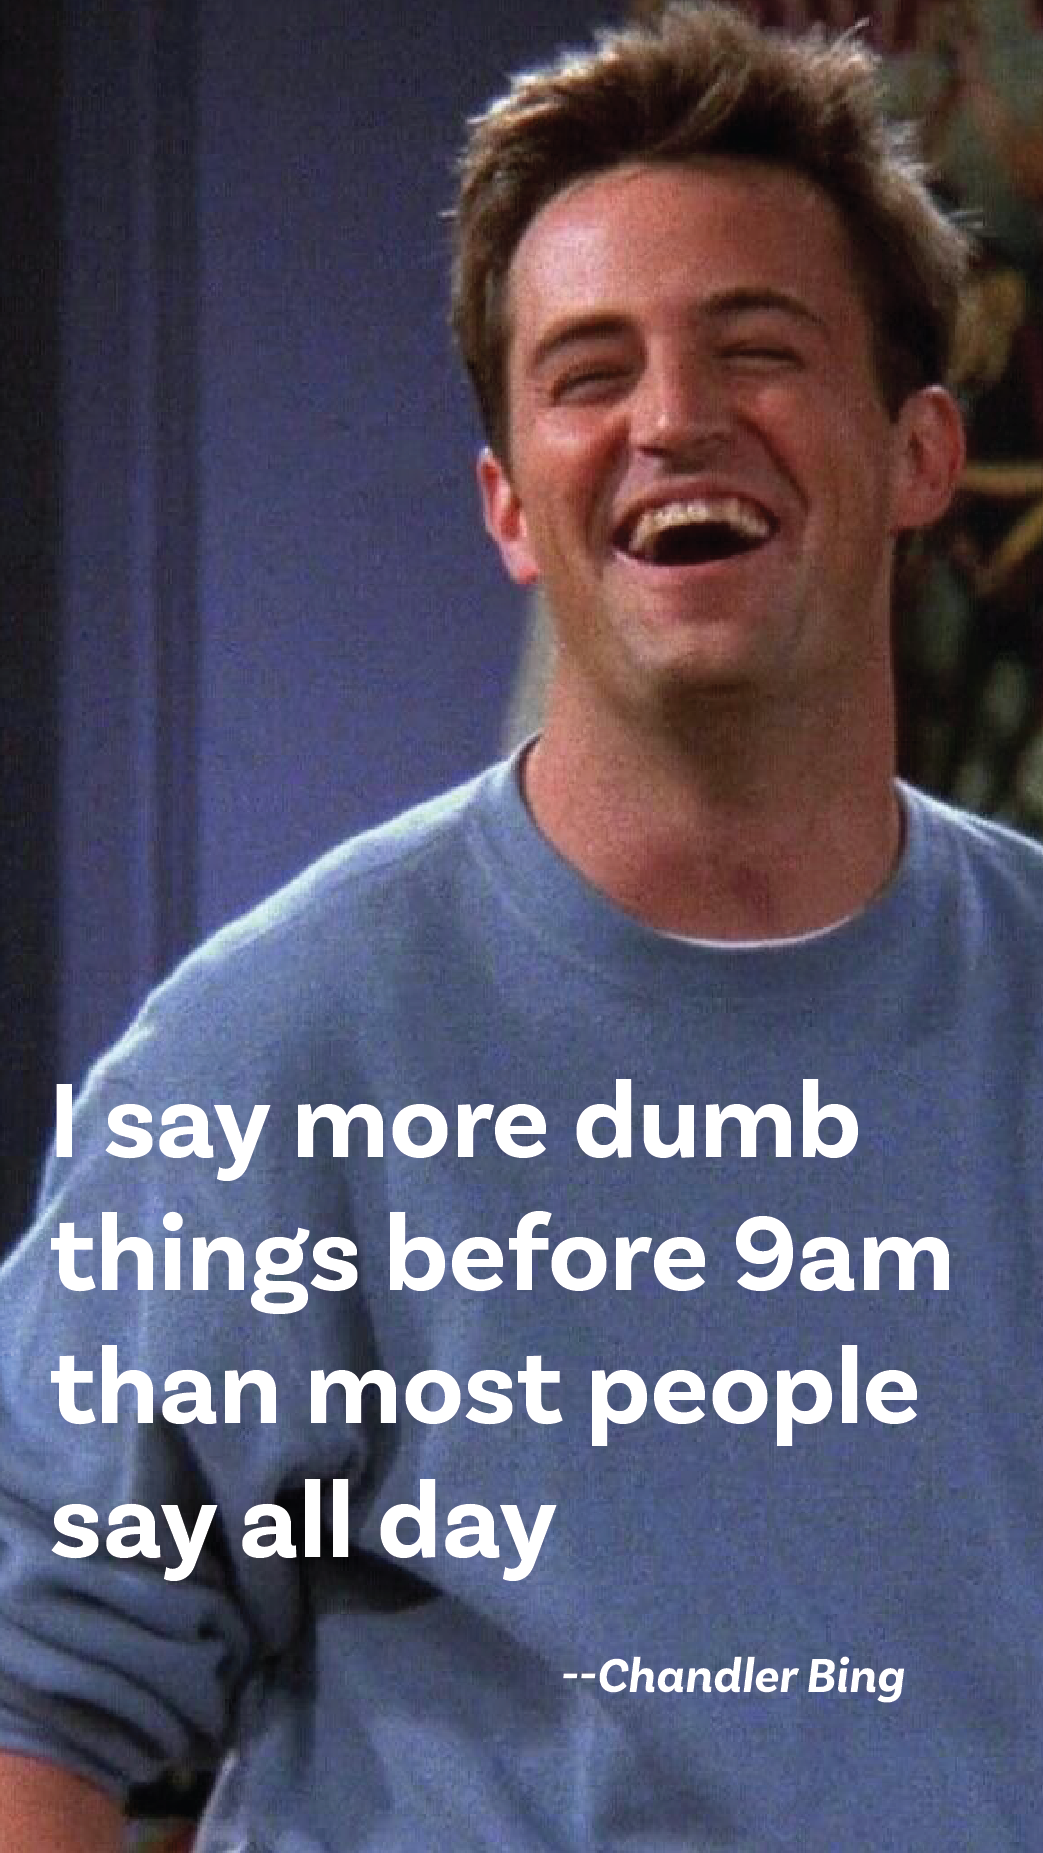 I say more dumb
things before 9am
than most people
say all day
--Chandler Bing